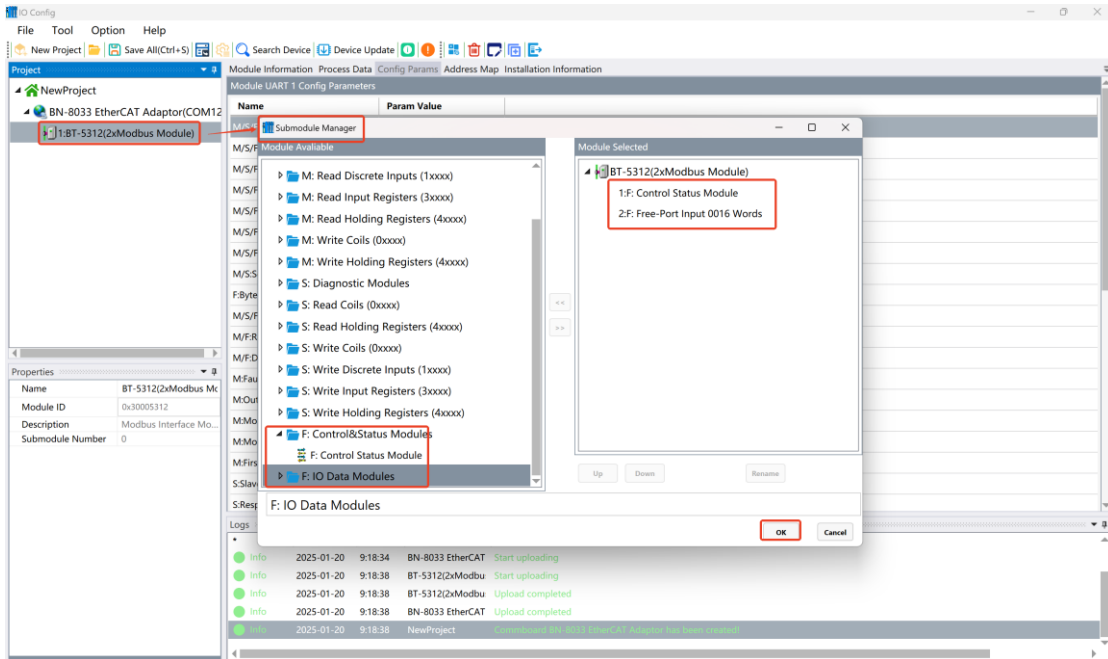 IO Config
File Tool Option Help
New Project Save All(Ctrl+S) Search Device Device Update
Project
NewProject
BN-8033 EtherCAT Adaptor(COM12
1:BT-5312(2xModbus Module)
Properties
Name BT-5312(2xModbus Mc
Module ID 0x30005312
Description Modbus Interface Mo...
Submodule Number 0
Module Information Process Data Config Params Address Map Installation Information
Module UART 1 Config Parameters
Name Param Value
M/S/F
M/S/F
M/S/F
M/S/F
M/S/F
M/S/F
M/S:S
F:Byte
M/S/F
M/F:R
M/F:D
M:Fau
M:Out
M:Mo
M:Mo
M:Firs
S:Slav
S:Resp
Submodule Manager
Module Available
M: Read Discrete Inputs (1xxxx)
M: Read Input Registers (3xxxx)
M: Read Holding Registers (4xxxx)
M: Write Coils (0xxxx)
M: Write Holding Registers (4xxxx)
S: Diagnostic Modules
S: Read Coils (0xxxx)
S: Read Holding Registers (4xxxx)
S: Write Coils (0xxxx)
S: Write Discrete Inputs (1xxxx)
S: Write Input Registers (3xxxx)
S: Write Holding Registers (4xxxx)
F: Control&Status Modules
F: Control Status Module
F: IO Data Modules
<<
>>
Module Selected
BT-5312(2xModbus Module)
1:F: Control Status Module
2:F: Free-Port Input 0016 Words
Up Down Rename
F: IO Data Modules
OK Cancel
Logs
Info 2025-01-20 9:18:34 BN-8033 EtherCAT Start uploading
Info 2025-01-20 9:18:38 BT-5312(2xModbu: Start uploading
Info 2025-01-20 9:18:38 BT-5312(2xModbu: Upload completed
Info 2025-01-20 9:18:38 BN-8033 EtherCAT Upload completed
Info 2025-01-20 9:18:38 NewProject Commboard BN-8033 EtherCAT Adaptor has been created!